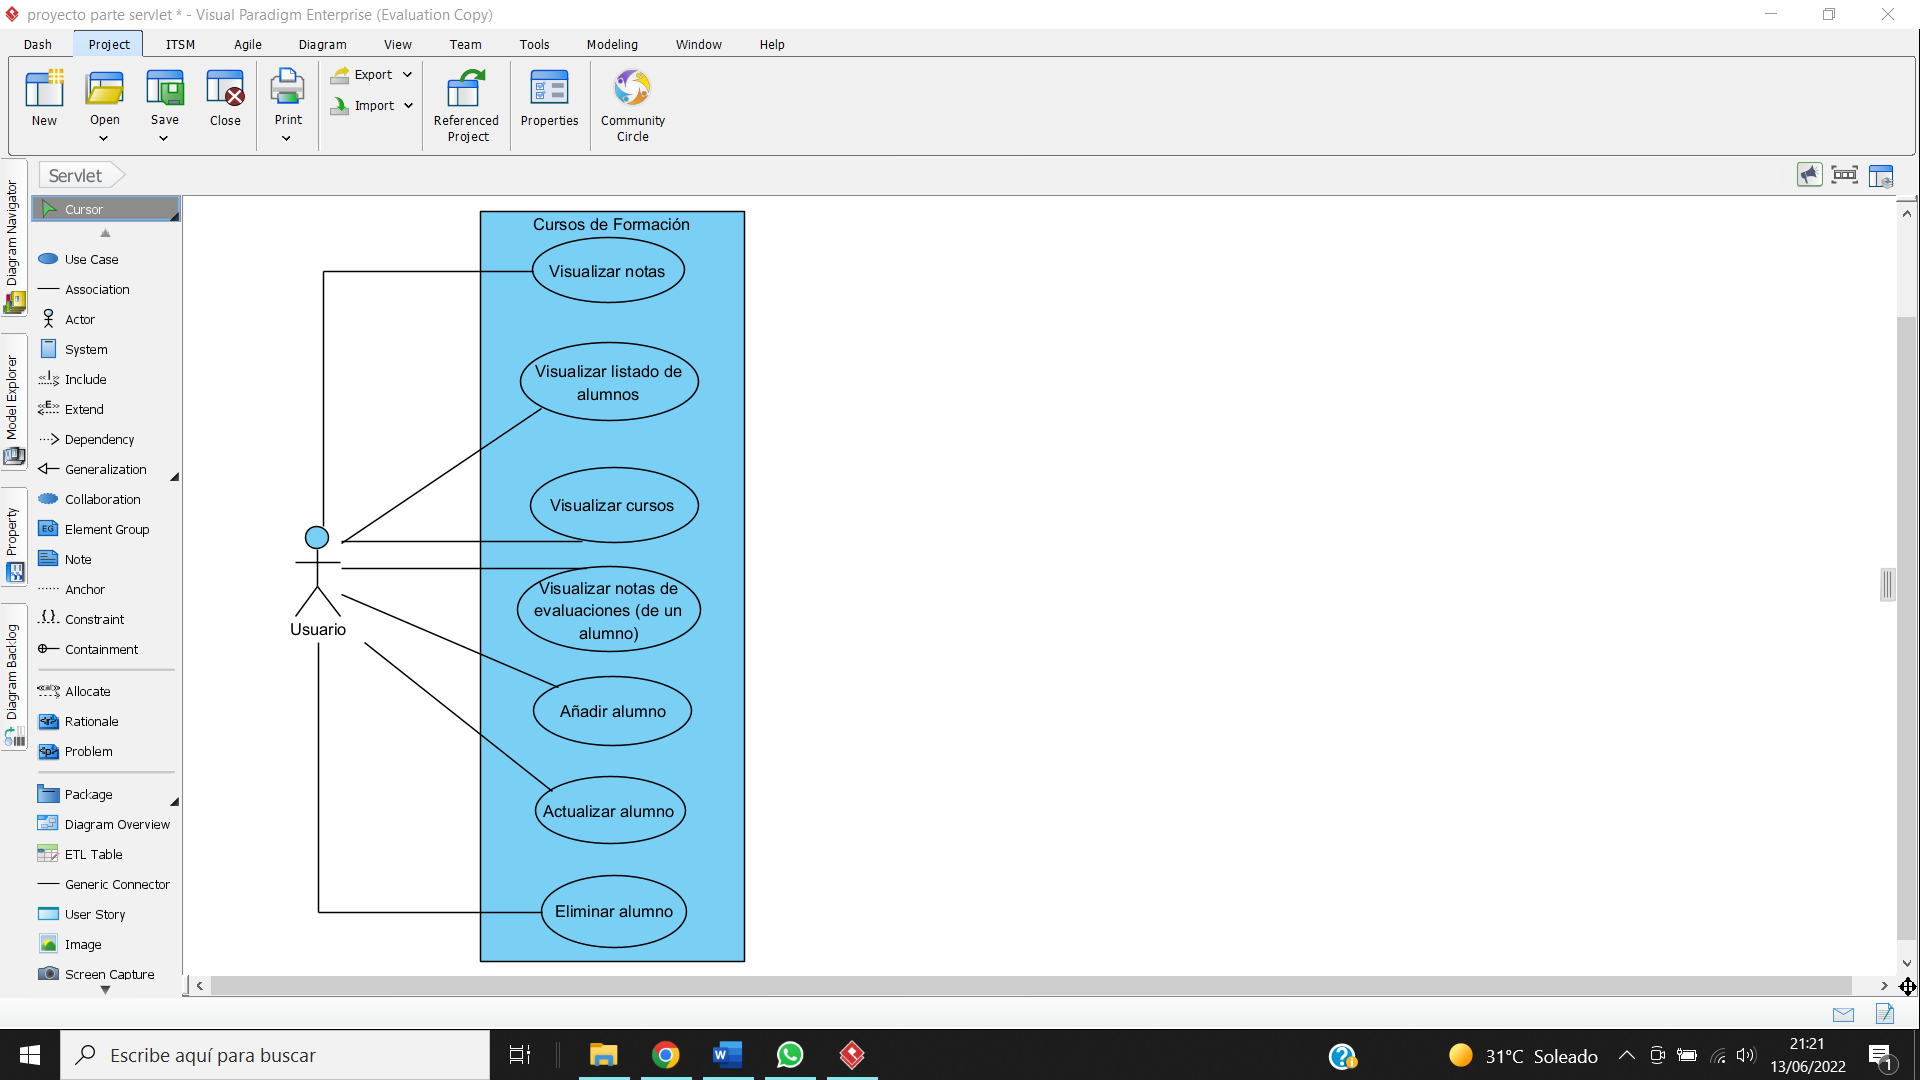 proyecto parte servlet * - Visual Paradigm Enterprise (Evaluation Copy)
Dash Project ITSM Agile Diagram View Team Tools Modeling Window Help
New
Open
Save
Close
Print
Export
Import
Referenced
Project
Properties
Community
Circle
Servlet
Diagram Navigator
Model Explorer
Property
Diagram Backlog
Cursor
Use Case
Association
Actor
System
Include
Extend
Dependency
Generalization
Collaboration
Element Group
Note
Anchor
Constraint
Containment
Allocate
Rationale
Problem
Package
Diagram Overview
ETL Table
Generic Connector
User Story
Image
Screen Capture
Cursos de Formación
Visualizar notas
Visualizar listado de
alumnos
Visualizar cursos
Visualizar notas de
evaluaciones (de un
alumno)
Añadir alumno
Actualizar alumno
Eliminar alumno
Usuario
Escribe aquí para buscar
31°C Soleado
21:21
13/06/2022
1